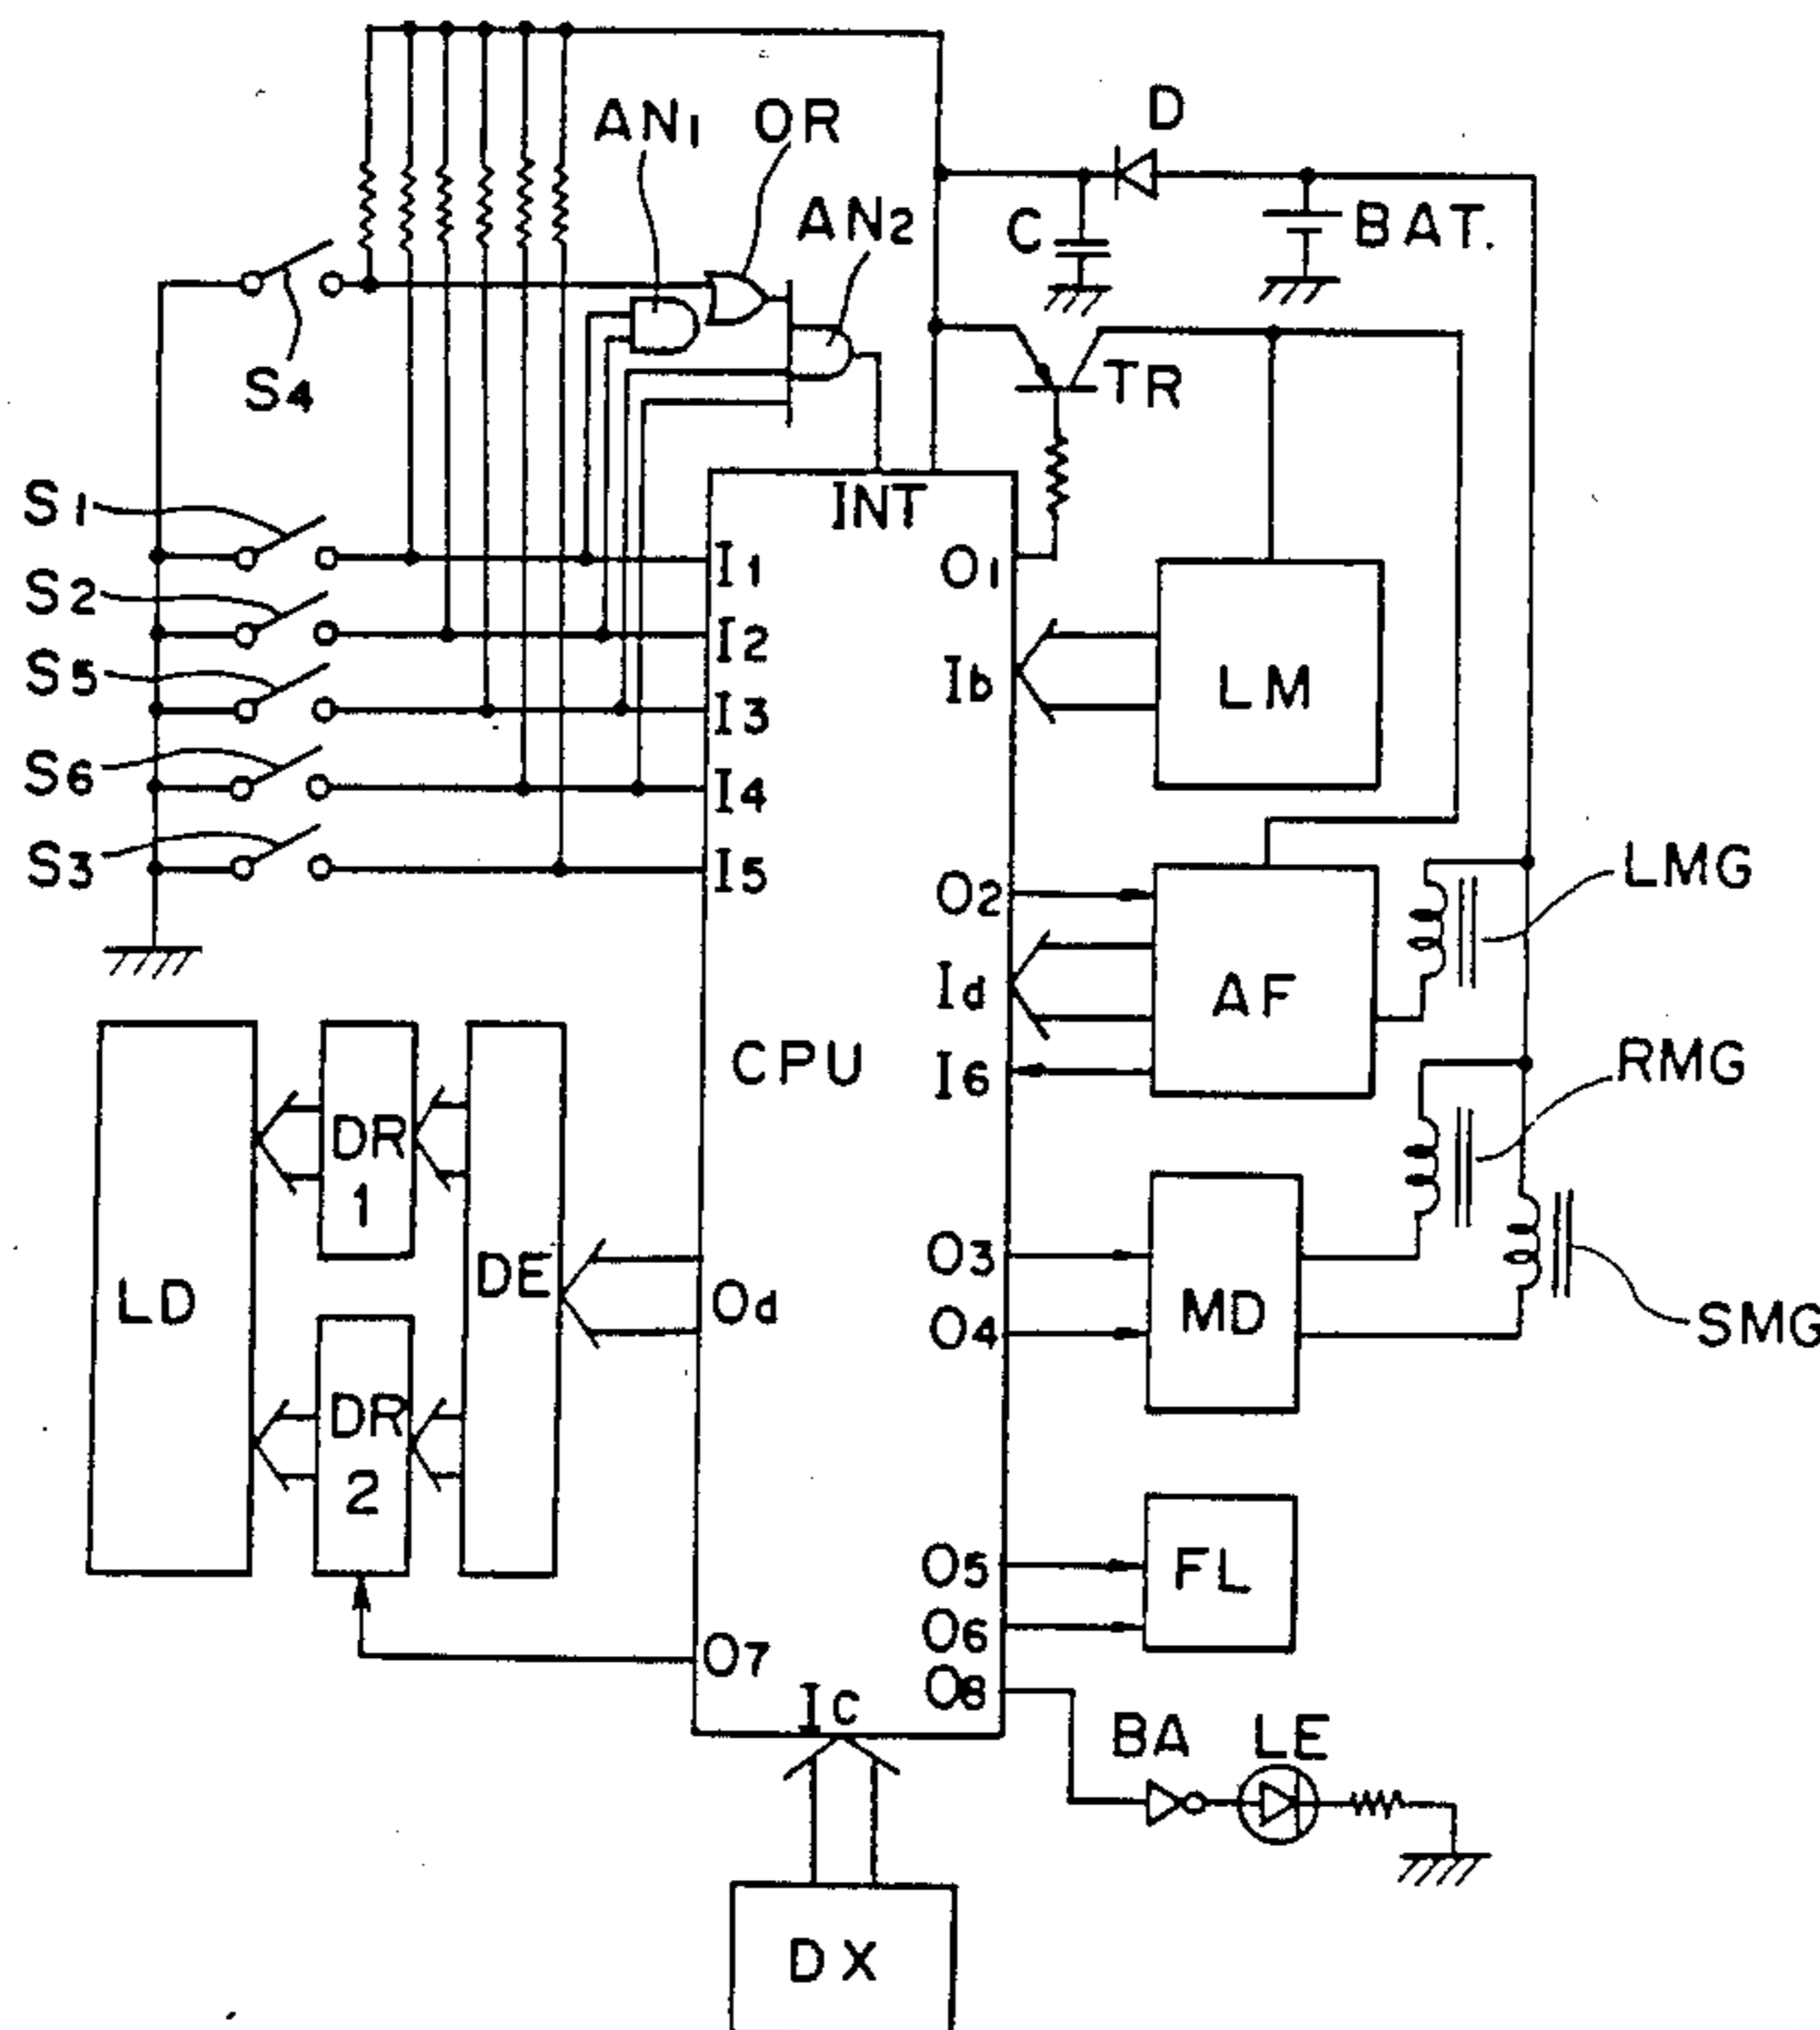 D
AN1 OR
AN2
C
BAT.
S4
TR
S1
INT
I1
O1
S2
I2
Ib
LM
S5
I3
S6
I4
S3
I5
O2
LMG
Id
AF
CPU
I6
RMG
DR
1
LD
DE
Od
O3
MD
O4
SMG
DR
2
O5
FL
O6
O7
O8
Ic
BA LE
DX